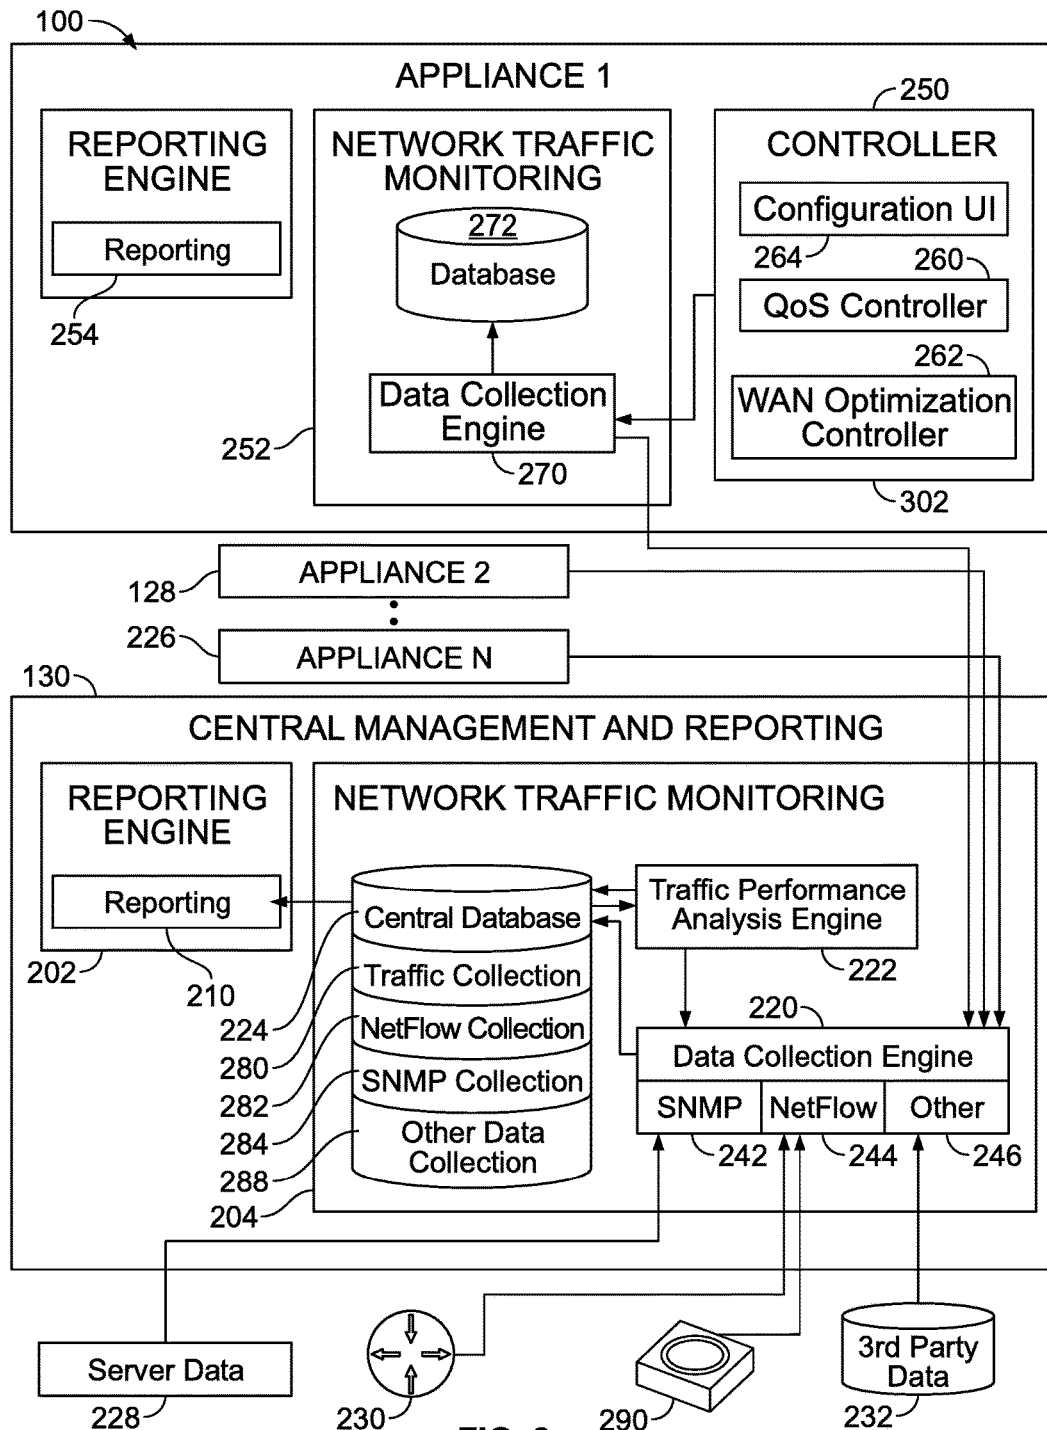 100
APPLIANCE 1
REPORTING
ENGINE
Reporting
254
NETWORK TRAFFIC
MONITORING
272
Database
Data Collection
Engine
252
270
250
CONTROLLER
Configuration UI
264
260
QoS Controller
262
WAN Optimization
Controller
302
APPLIANCE 2
128
226
APPLIANCE N
130
CENTRAL MANAGEMENT AND REPORTING
REPORTING
ENGINE
Reporting
202
210
NETWORK TRAFFIC MONITORING
Central Database
Traffic Collection
NetFlow Collection
SNMP Collection
Other Data
Collection
224
280
282
284
288
204
Traffic Performance
Analysis Engine
222
220
Data Collection Engine
SNMP
NetFlow
Other
242
244
246
Server Data
228
230
290
3rd Party
Data
232